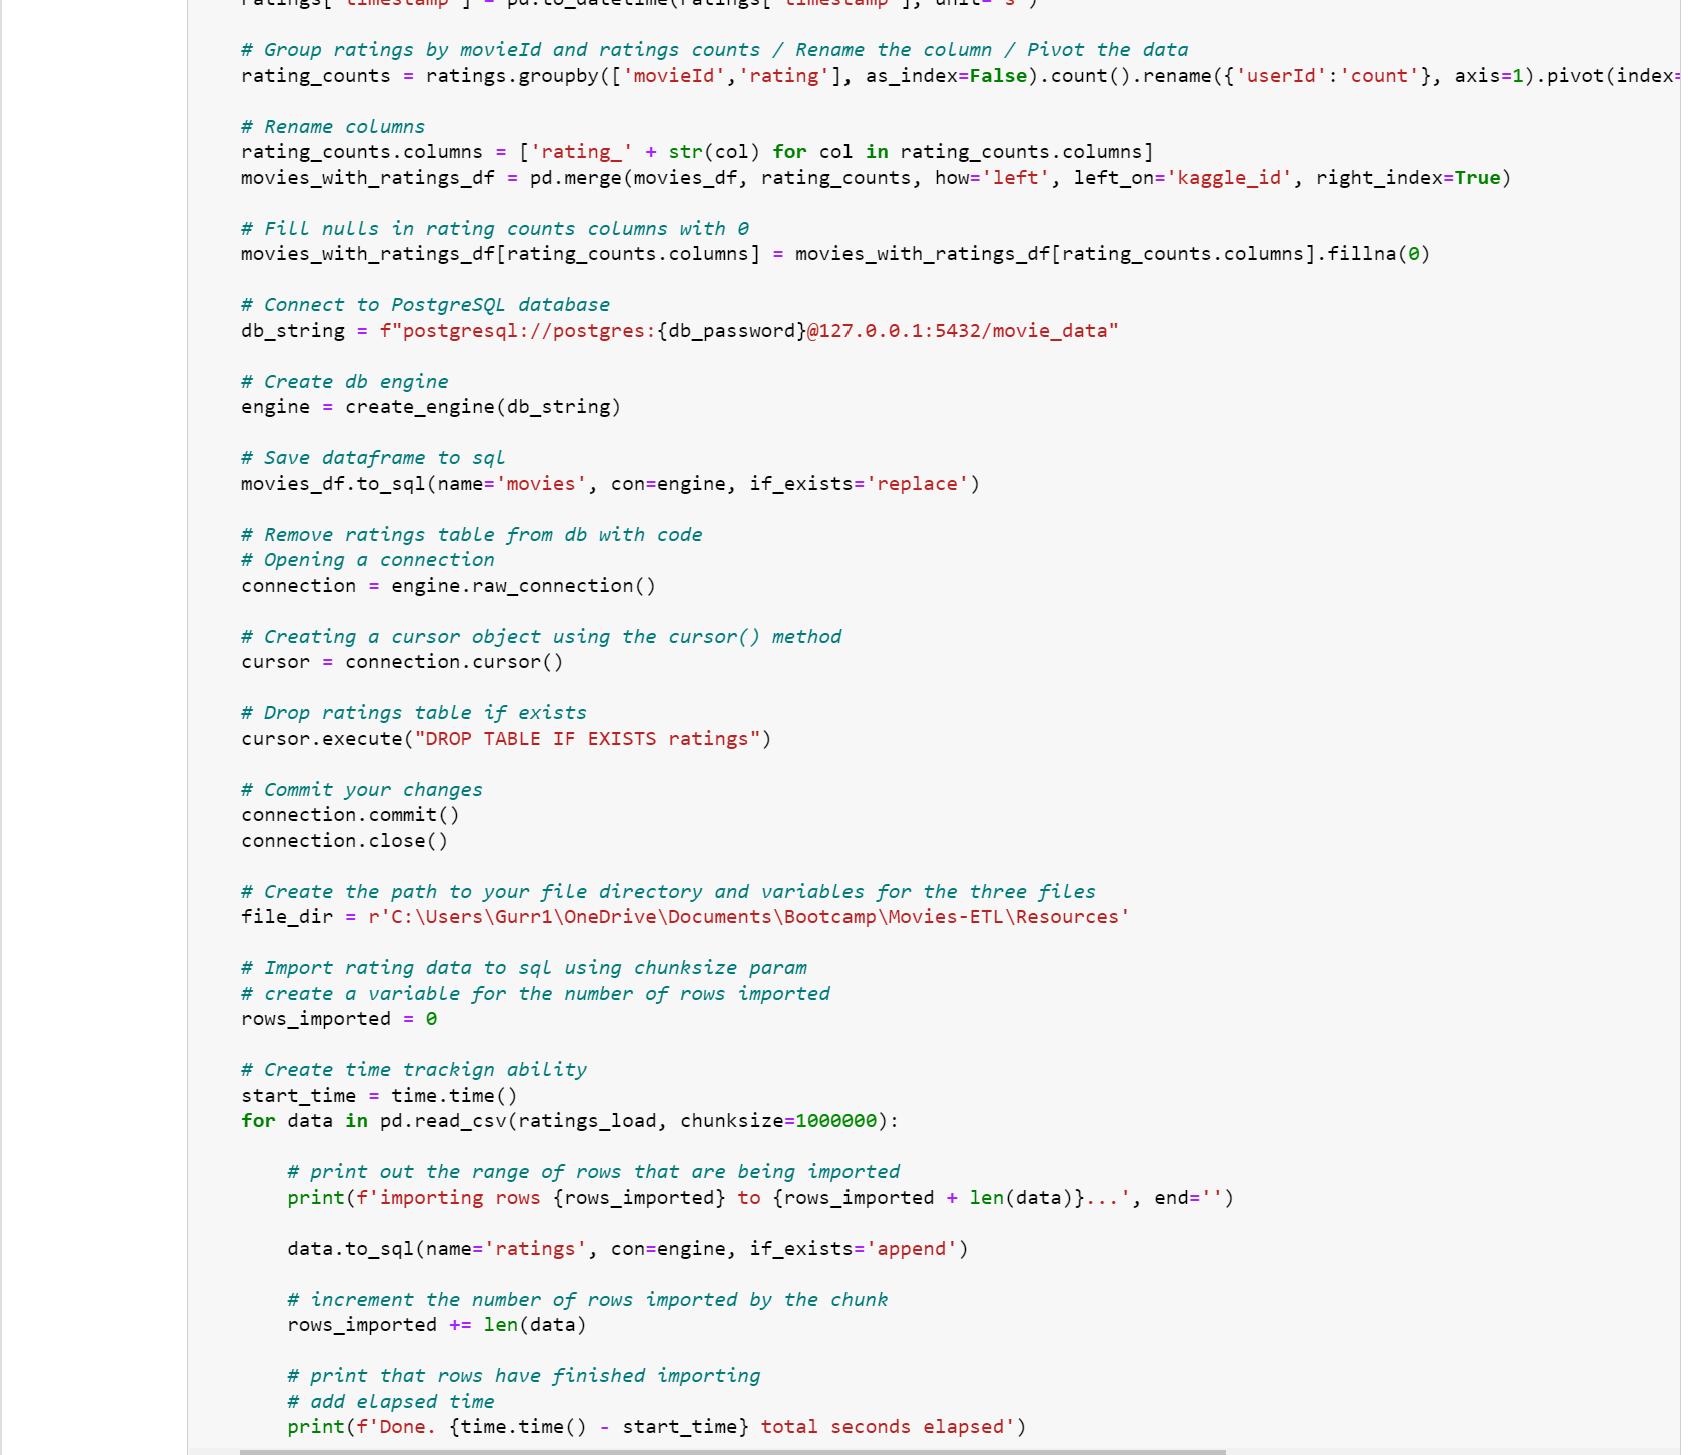 ratings['timestamp'] = pd.to_datetime(ratings['timestamp'], unit='s')
# Group ratings by movieId and ratings counts / Rename the column / Pivot the data
rating_counts = ratings.groupby(['movieId','rating'], as_index=False).count().rename({'userId':'count'}, axis=1).pivot(index=
# Rename columns
rating_counts.columns = ['rating_' + str(col) for col in rating_counts.columns]
movies_with_ratings_df = pd.merge(movies_df, rating_counts, how='left', left_on='kaggle_id', right_index=True)
# Fill nulls in rating counts columns with 0
movies_with_ratings_df[rating_counts.columns] = movies_with_ratings_df[rating_counts.columns].fillna(0)
# Connect to PostgreSQL database
db_string = f"postgresql://postgres:{db_password}@127.0.0.1:5432/movie_data"
# Create db engine
engine = create_engine(db_string)
# Save dataframe to sql
movies_df.to_sql(name='movies', con=engine, if_exists='replace')
# Remove ratings table from db with code
# Opening a connection
connection = engine.raw_connection()
# Creating a cursor object using the cursor() method
cursor = connection.cursor()
# Drop ratings table if exists
cursor.execute("DROP TABLE IF EXISTS ratings")
# Commit your changes
connection.commit()
connection.close()
# Create the path to your file directory and variables for the three files
file_dir = r'C:\Users\Gurr1\OneDrive\Documents\Bootcamp\Movies-ETL\Resources'
# Import rating data to sql using chunksize param
# create a variable for the number of rows imported
rows_imported = 0
# Create time trackign ability
start_time = time.time()
for data in pd.read_csv(ratings_load, chunksize=1000000):
# print out the range of rows that are being imported
print(f'importing rows {rows_imported} to {rows_imported + len(data)}...', end='')
data.to_sql(name='ratings', con=engine, if_exists='append')
# increment the number of rows imported by the chunk
rows_imported += len(data)
# print that rows have finished importing
# add elapsed time
print(f'Done. {time.time() - start_time} total seconds elapsed')